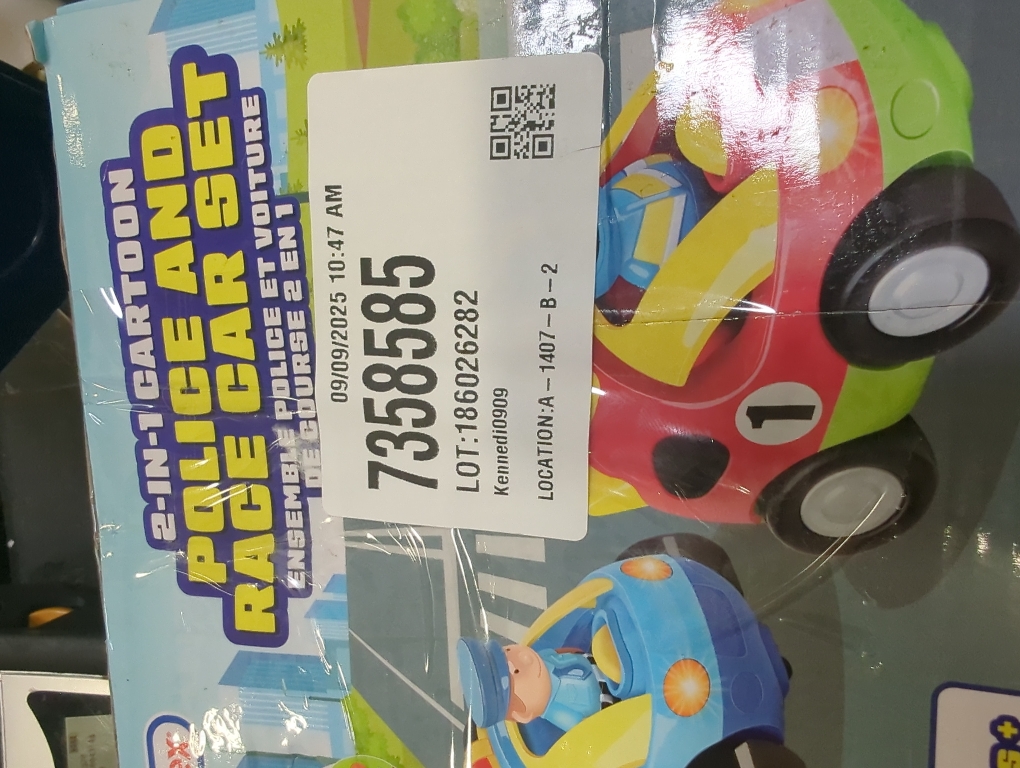 2-IN-1 CARTOON
POLICE AND
RACE CAR SET
ENSEMBLE POLICE ET VOITURE
DE COURSE 2 EN 1
09/09/2025 10:47 AM
7358585
LOT:186026282
Kennedi0909
LOCATION:A-1407-B-2
1